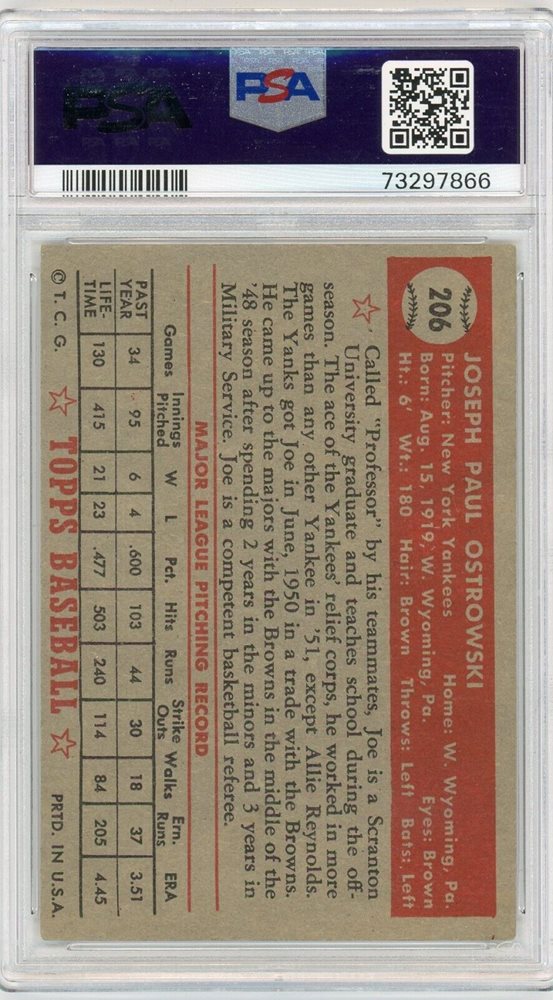 PSA
PSA
73297866
206
JOSEPH PAUL OSTROWSKI
Pitcher: New York Yankees Home: W. Wyoming, Pa.
Born: Aug. 15, 1919, W. Wyoming, Pa. Eyes: Brown
Ht.: 6' Wt.: 180 Hair: Brown Throws: Left Bats: Left
Called "Professor" by his teammates, Joe is a Scranton
University graduate and teaches school during the off-
season. The ace of the Yankees' relief corps, he worked in more
games than any other Yankee in '51, except Allie Reynolds.
The Yanks got Joe in June, 1950 in a trade with the Browns.
He came up to the majors with the Browns in the middle of the
'48 season after spending 2 years in the minors and 3 years in
Military Service. Joe is a competent basketball referee.
MAJOR LEAGUE PITCHING RECORD
Games Innings Pitched W L Pct. Hits Runs Strike Outs Walks Ern. Runs ERA
PAST YEAR 34 95 6 4 .600 103 44 30 18 37 3.51
LIFE-TIME 130 415 21 23 .477 503 240 114 84 205 4.45
© T. C. G. TOPPS BASEBALL PRTD. IN U.S.A.